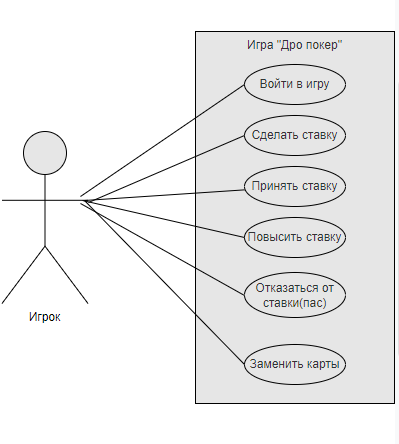 Игра "Дро покер"
Войти в игру
Сделать ставку
Принять ставку
Повысить ставку
Отказаться от
ставки(пас)
Заменить карты
Игрок